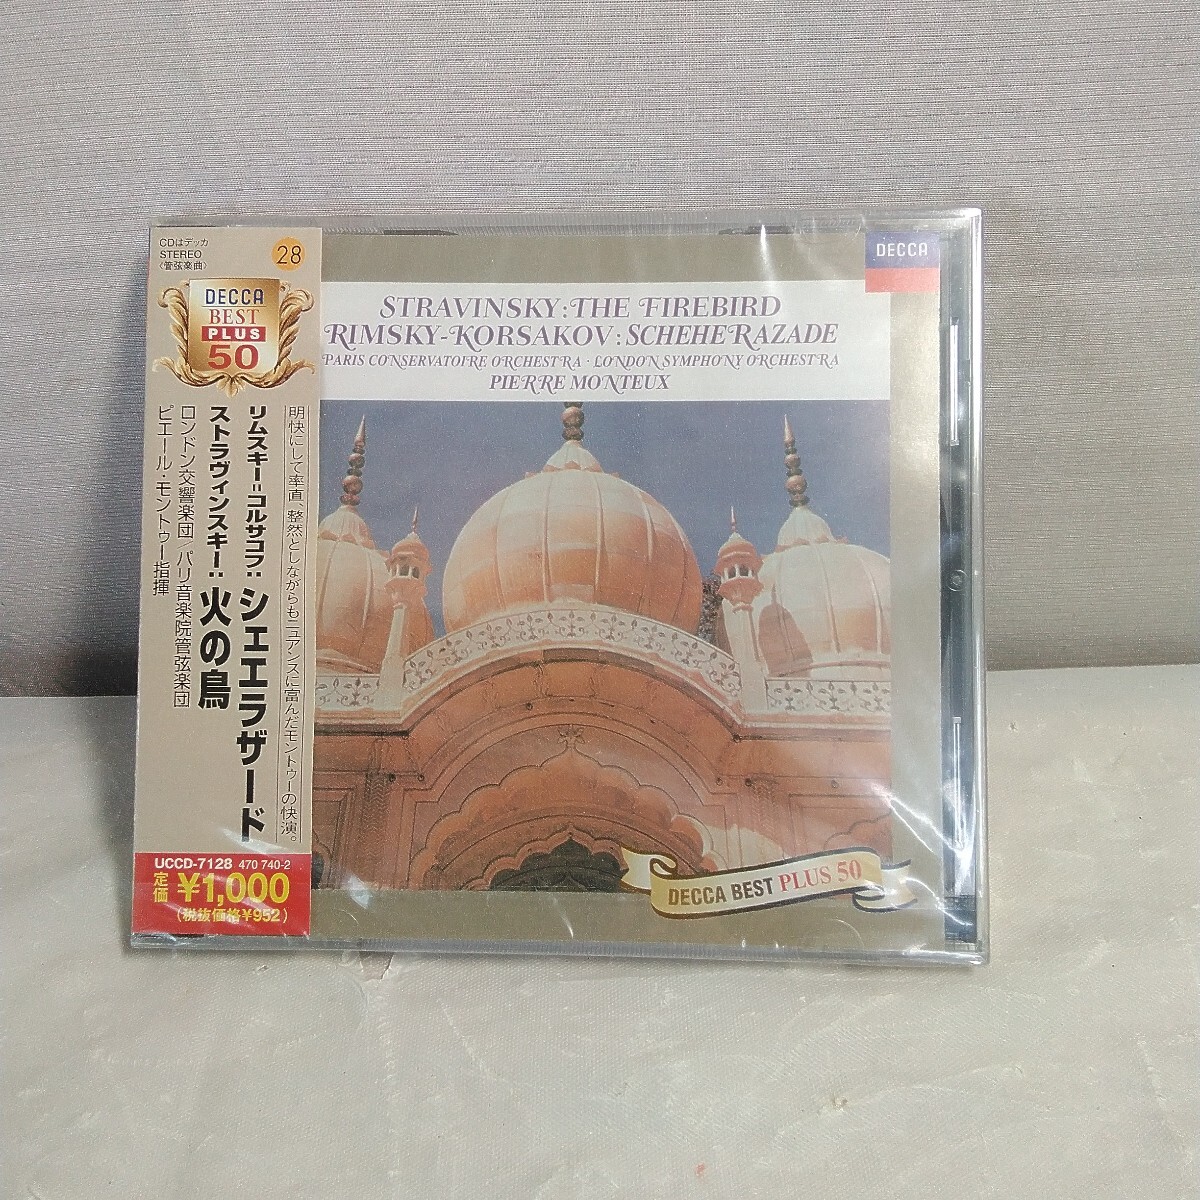 CDはデッカ
STEREO
〈管弦楽曲〉
28
DECCA
BEST
PLUS
50
明快にして率直、整然としながらもニュアンスに富んだモントゥーの快演。
リムスキー=コルサコフ: シェエラザード
ストラヴィンスキー: 火の鳥
ロンドン交響楽団/パリ音楽院管弦楽団
ピエール・モントゥー指揮
UCCD-7128 470 740-2
定価 ¥1,000
(税抜価格¥952)
DECCA
STRAVINSKY:THE FIREBIRD
RIMSKY-KORSAKOV:SCHEHERAZADE
PARIS CONSERVATOIRE ORCHESTRA · LONDON SYMPHONY ORCHESTRA
PIERRE MONTEUX
DECCA BEST PLUS 50